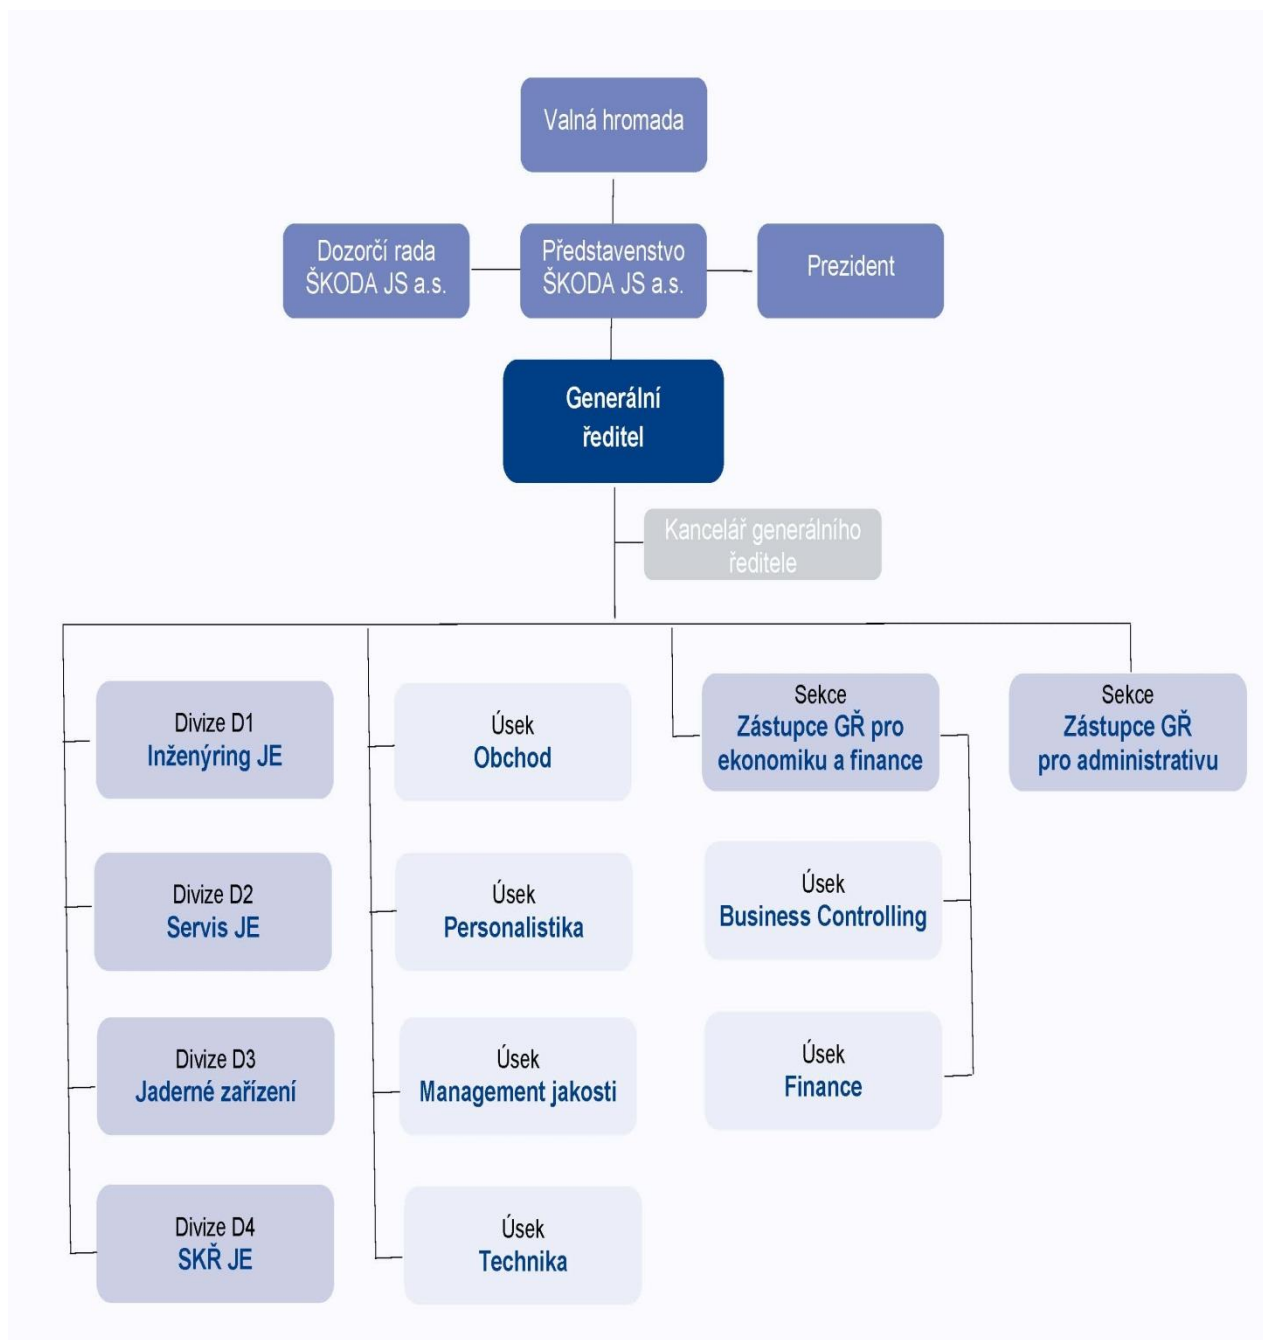 Valná hromada
Dozorčí rada
ŠKODA JS a.s.
Představenstvo
ŠKODA JS a.s.
Prezident
Generální
ředitel
Kancelář generálního
ředitele
Divize D1
Inženýring JE
Úsek
Obchod
Sekce
Zástupce GŘ pro
ekonomiku a finance
Sekce
Zástupce GŘ
pro administrativu
Divize D2
Servis JE
Úsek
Personalistika
Úsek
Business Controlling
Divize D3
Jaderné zařízení
Úsek
Management jakosti
Úsek
Finance
Divize D4
SKŘ JE
Úsek
Technika